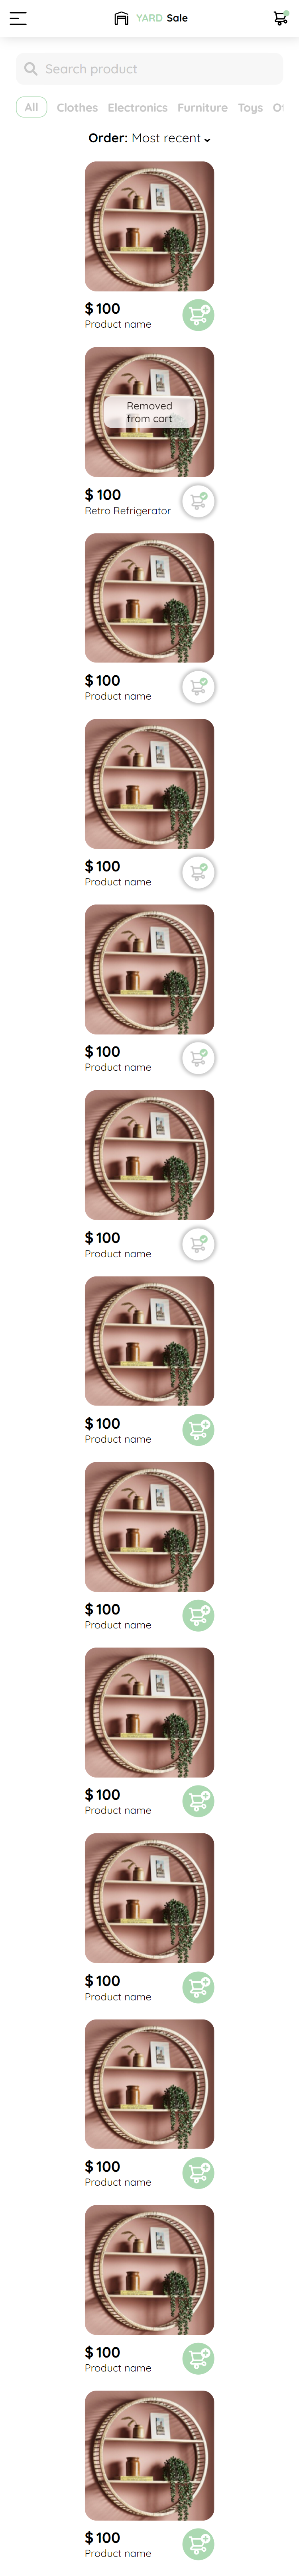 YARD Sale
Search product
All Clothes Electronics Furniture Toys Ot
Order: Most recent
$ 100
Product name
Removed
from cart
$ 100
Retro Refrigerator
$ 100
Product name
$ 100
Product name
$ 100
Product name
$ 100
Product name
$ 100
Product name
$ 100
Product name
$ 100
Product name
$ 100
Product name
$ 100
Product name
$ 100
Product name
$ 100
Product name